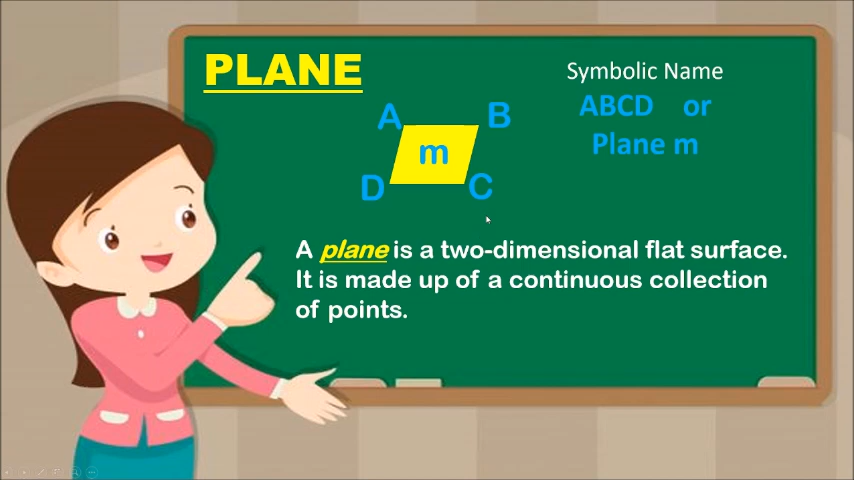 PLANE
Symbolic Name
ABCD or
Plane m
A B
m
D C
A plane is a two-dimensional flat surface.
It is made up of a continuous collection
of points.